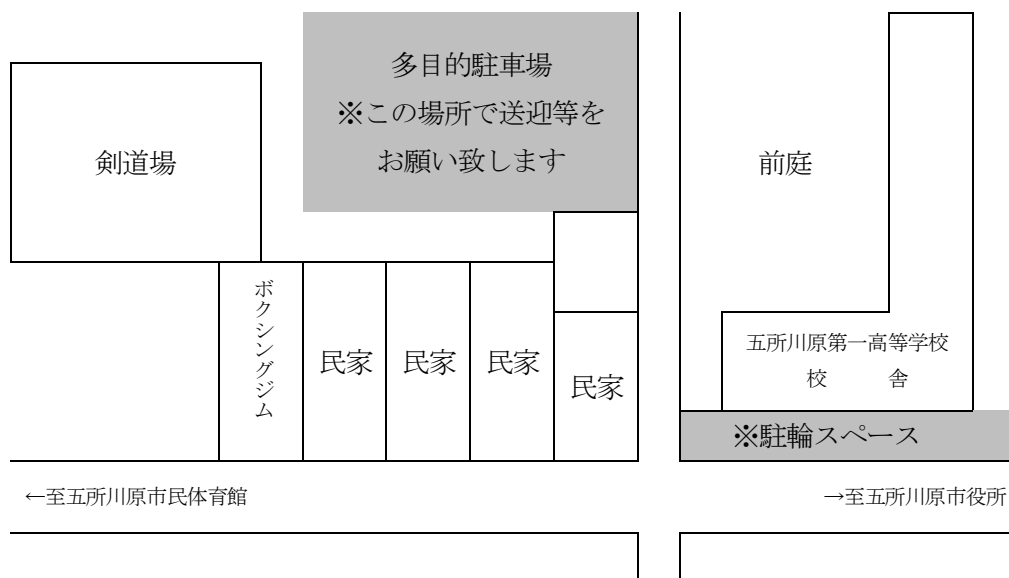 多目的駐車場
※この場所で送迎等を
お願い致します
剣道場
前庭
ボクシングジム
民家
民家
民家
民家
五所川原第一高等学校
校　舎
※駐輪スペース
←至五所川原市民体育館
→至五所川原市役所